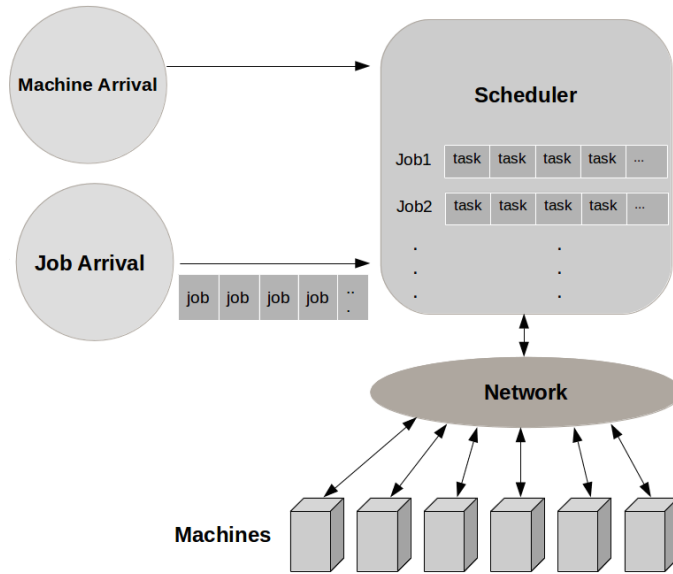 Machine Arrival
Scheduler
Job1 task task task task ...
Job2 task task task task ...
. .
. .
. .
Job Arrival
job job job job ..
.
Network
Machines